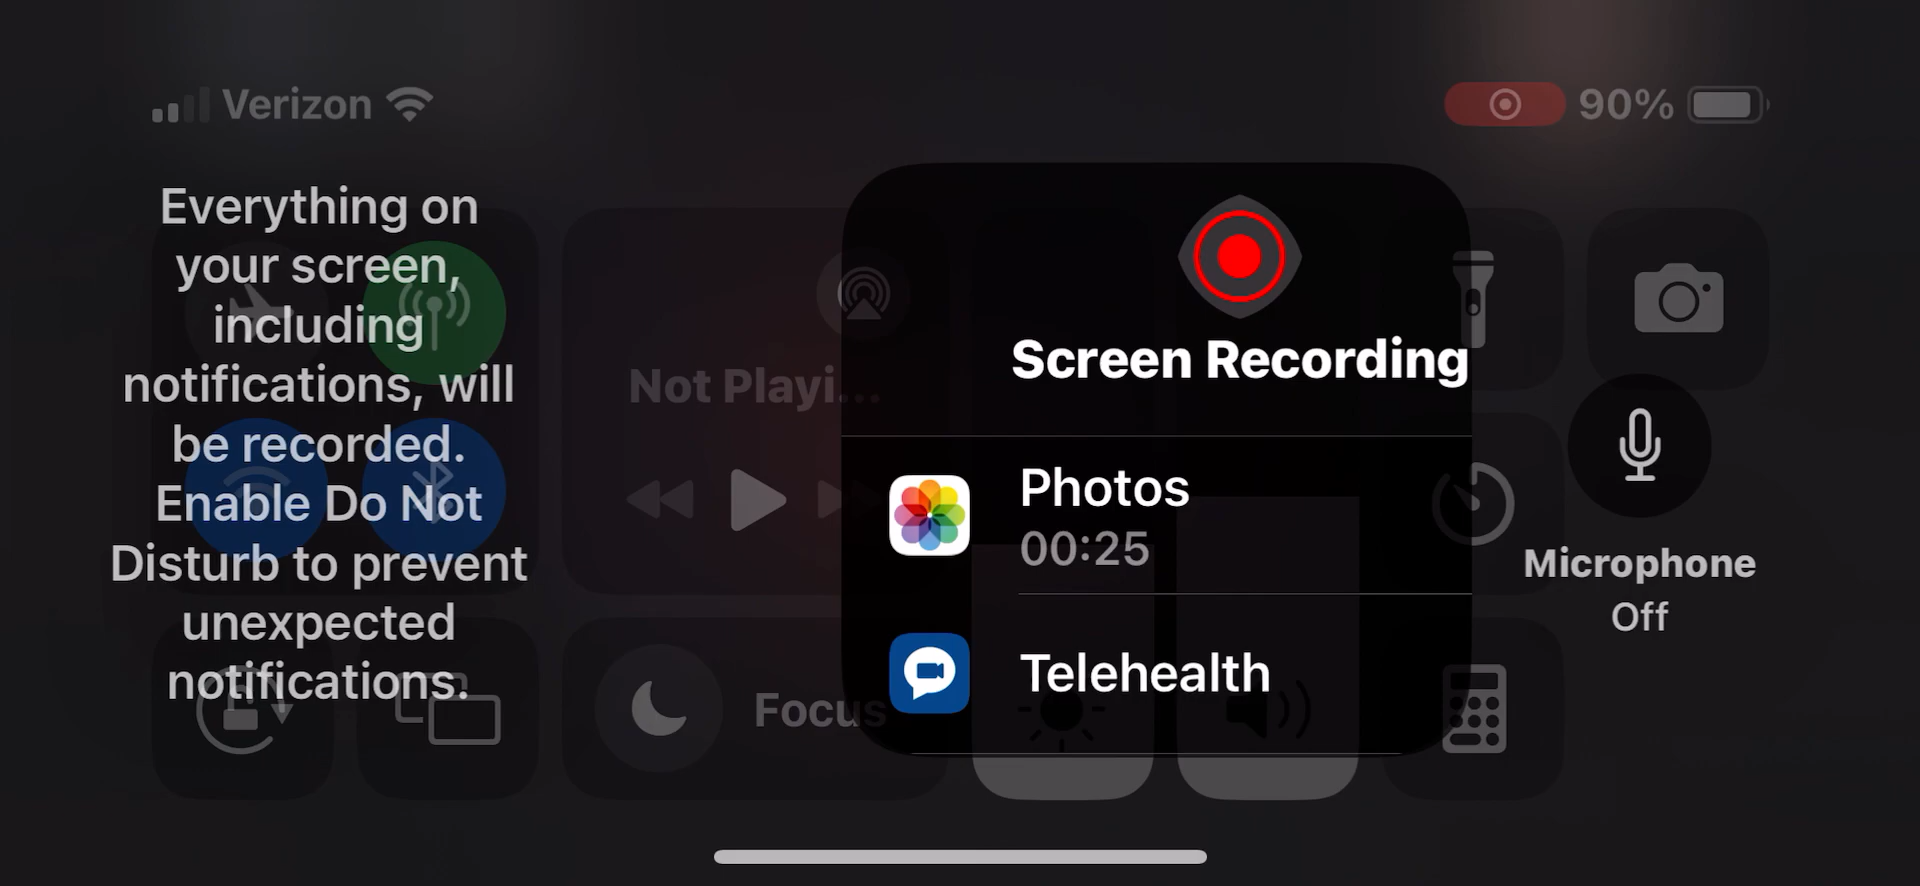 Verizon
90%
Everything on
your screen,
including
notifications, will
be recorded.
Enable Do Not
Disturb to prevent
unexpected
notifications.
Not Playi...
Focus
Screen Recording
Photos
00:25
Telehealth
Microphone
Off